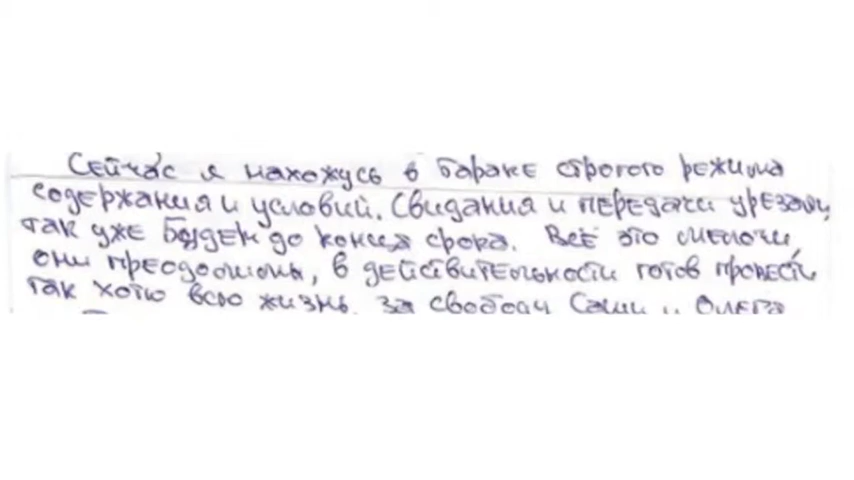 Сейчас я нахожусь в бараке строгого режима
содержания и условий. Свидания и передачи урезали,
так уже будет до конца срока. Всё это мелочи,
они преодолимы, в действительности готов провести
так хоть всю жизнь за свободу Саши и Олега